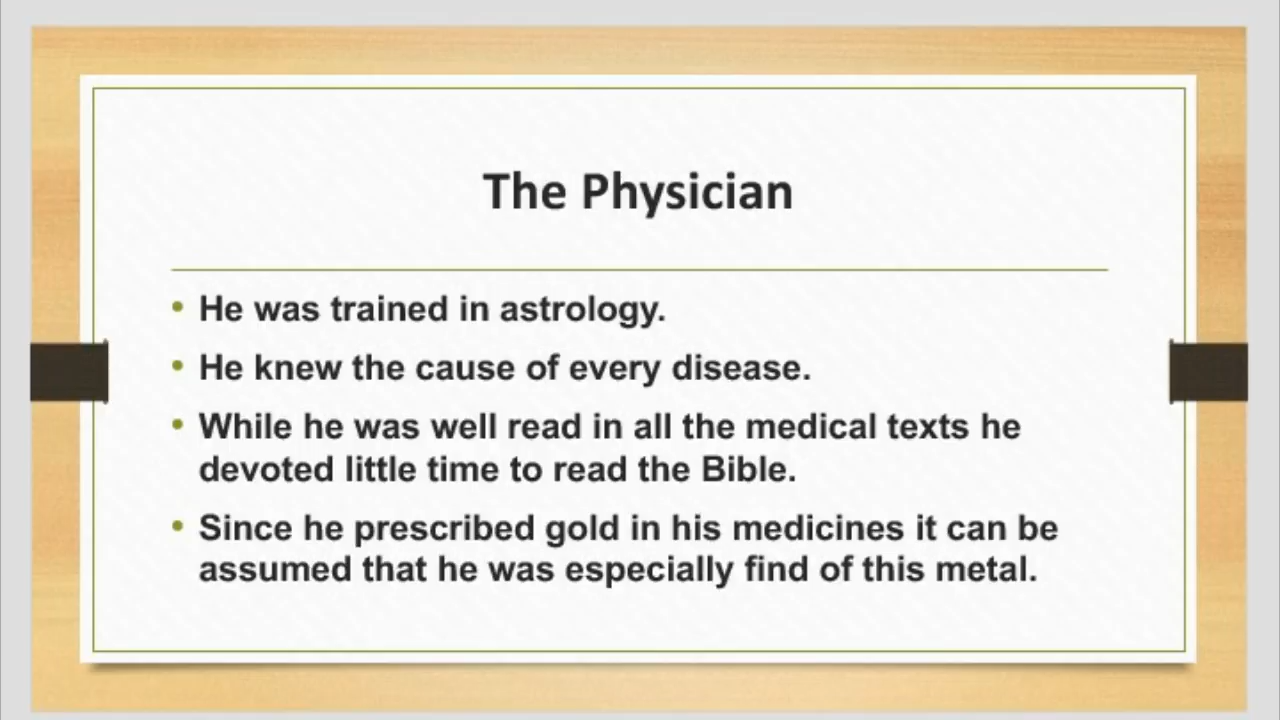 The Physician
• He was trained in astrology.
• He knew the cause of every disease.
• While he was well read in all the medical texts he
devoted little time to read the Bible.
• Since he prescribed gold in his medicines it can be
assumed that he was especially find of this metal.